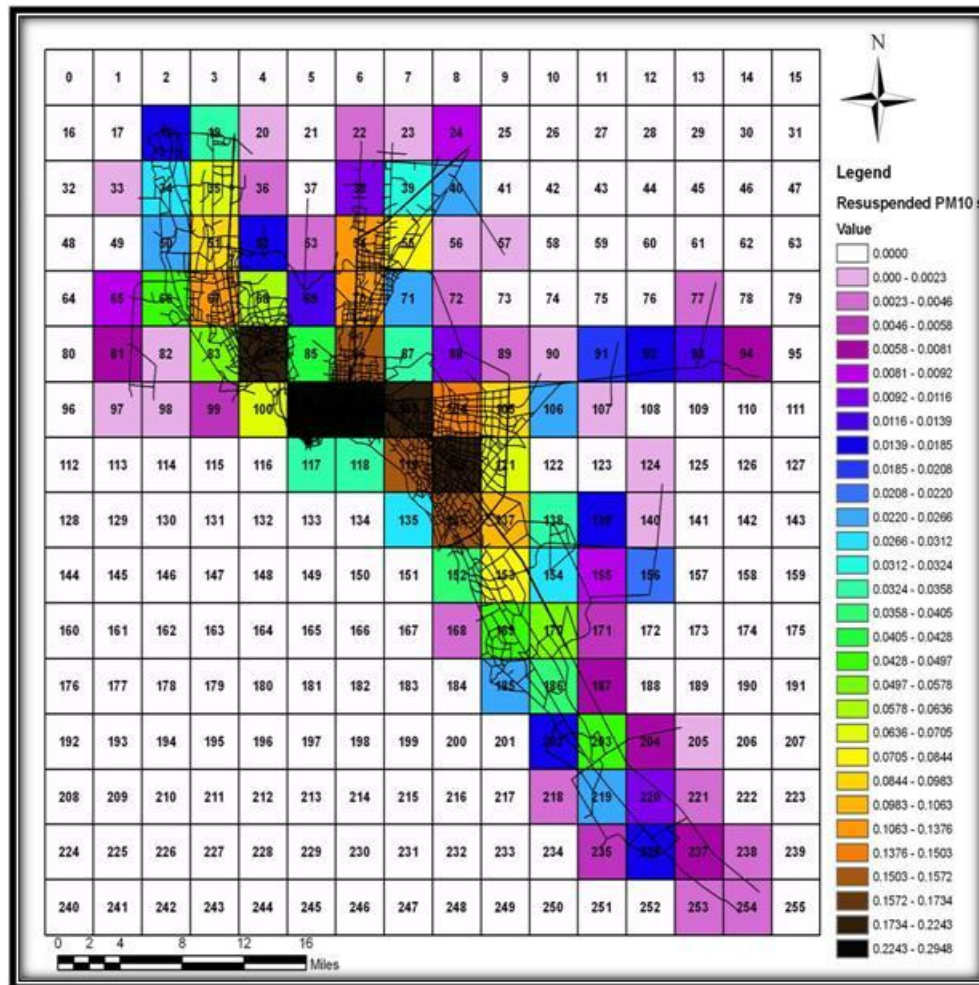 N
0 1 2 3 4 5 6 7 8 9 10 11 12 13 14 15
16 17 19 20 21 22 23 24 25 26 27 28 29 30 31
32 33 34 35 36 37 38 39 40 41 42 43 44 45 46 47
48 49 50 51 52 53 54 55 56 57 58 59 60 61 62 63
64 65 66 67 68 69 71 72 73 74 75 76 77 78 79
80 81 82 83 85 87 88 89 90 91 92 93 94 95
96 97 98 99 100 103 104 105 106 107 108 109 110 111
112 113 114 115 116 117 118 119 121 122 123 124 125 126 127
128 129 130 131 132 133 134 135 137 138 139 140 141 142 143
144 145 146 147 148 149 150 151 152 153 154 155 156 157 158 159
160 161 162 163 164 165 166 167 168 169 170 171 172 173 174 175
176 177 178 179 180 181 182 183 184 185 186 187 188 189 190 191
192 193 194 195 196 197 198 199 200 201 202 203 204 205 206 207
208 209 210 211 212 213 214 215 216 217 218 219 220 221 222 223
224 225 226 227 228 229 230 231 232 233 234 235 236 237 238 239
240 241 242 243 244 245 246 247 248 249 250 251 252 253 254 255
0 2 4 8 12 16
Miles
Legend
Resuspended PM10 s
Value
0.0000
0.000 - 0.0023
0.0023 - 0.0046
0.0046 - 0.0058
0.0058 - 0.0081
0.0081 - 0.0092
0.0092 - 0.0116
0.0116 - 0.0139
0.0139 - 0.0185
0.0185 - 0.0208
0.0208 - 0.0220
0.0220 - 0.0266
0.0266 - 0.0312
0.0312 - 0.0324
0.0324 - 0.0358
0.0358 - 0.0405
0.0405 - 0.0428
0.0428 - 0.0497
0.0497 - 0.0578
0.0578 - 0.0636
0.0636 - 0.0705
0.0705 - 0.0844
0.0844 - 0.0983
0.0983 - 0.1063
0.1063 - 0.1376
0.1376 - 0.1503
0.1503 - 0.1572
0.1572 - 0.1734
0.1734 - 0.2243
0.2243 - 0.2948